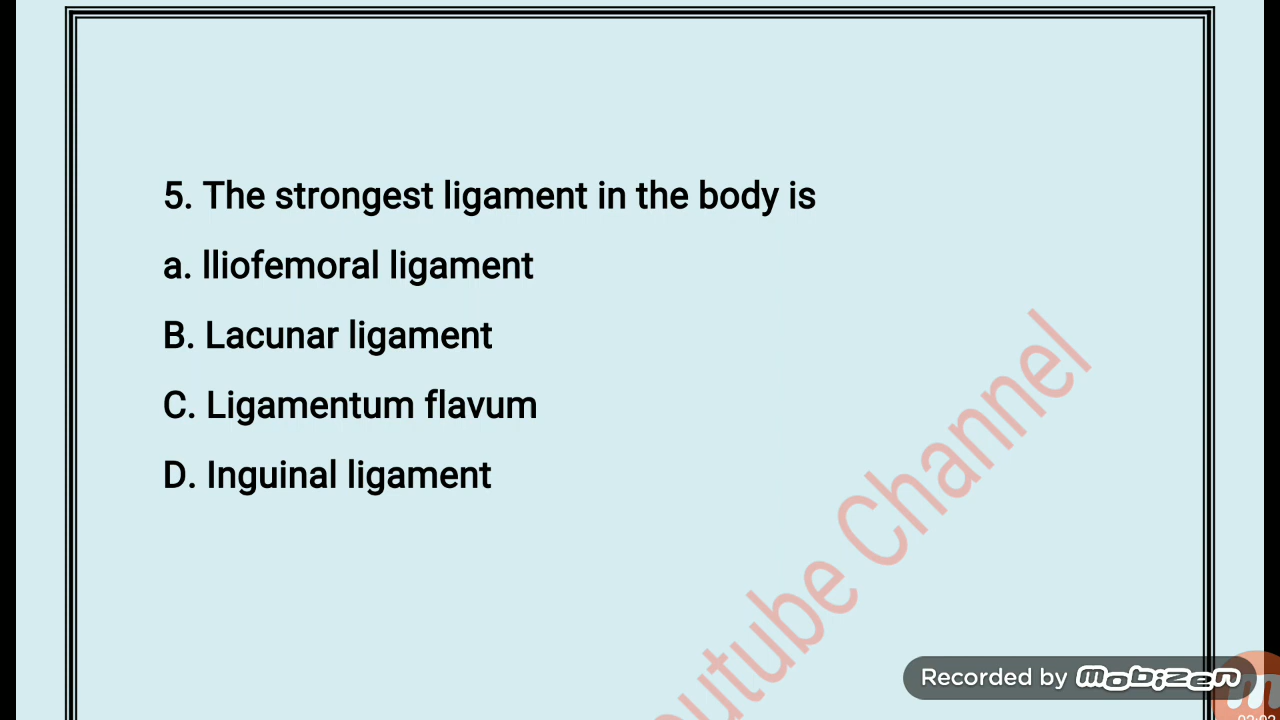 5. The strongest ligament in the body is
a. lliofemoral ligament
B. Lacunar ligament
C. Ligamentum flavum
D. Inguinal ligament
utube Channel
Recorded by mobizen